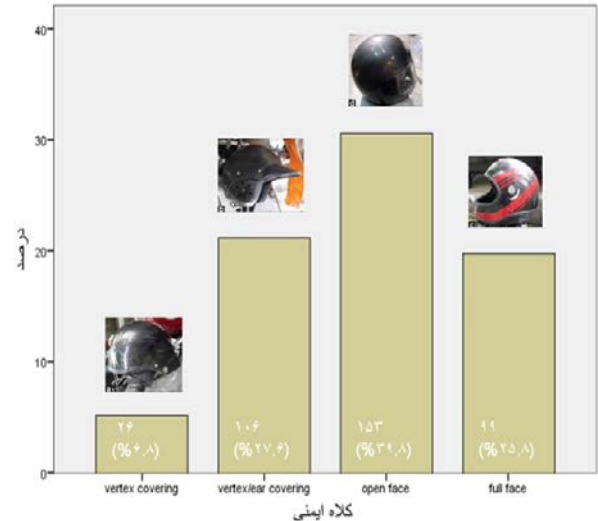 درصد
40
30
20
10
0
۲۶
(%۶.۸)
۱۰۶
(%۲۷.۶)
۱۵۳
(%۳۹.۸)
۹۹
(%۲۵.۸)
vertex covering
vertex/ear covering
open face
full face
کلاه ایمنی